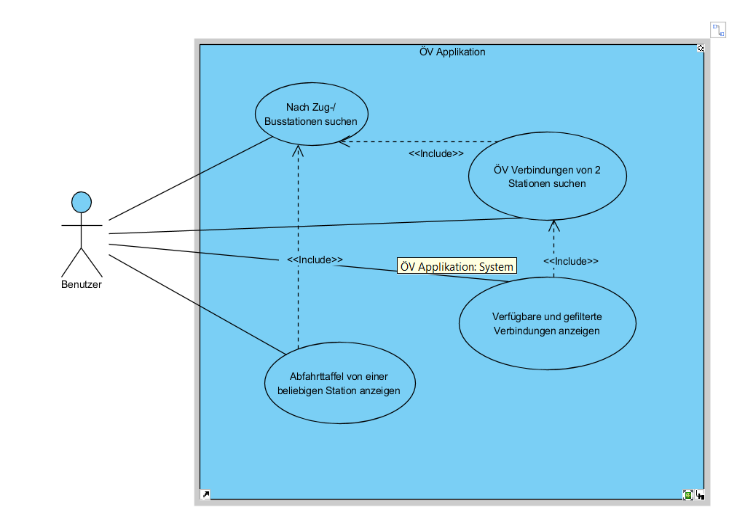 ÖV Applikation
Nach Zug-/
Busstationen suchen
<<Include>>
ÖV Verbindungen von 2
Stationen suchen
Benutzer
<<Include>>
ÖV Applikation: System
<<Include>>
Verfügbare und gefilterte
Verbindungen anzeigen
Abfahrttaffel von einer
beliebigen Station anzeigen